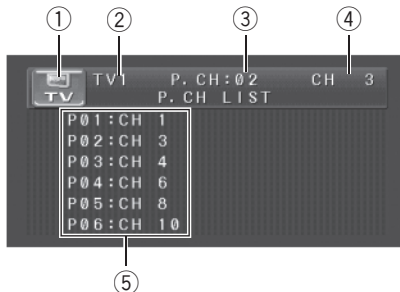 ① ② ③ ④
TV1 P.CH:02 CH 3
TV
P.CH LIST
P01:CH 1
P02:CH 3
P03:CH 4
P04:CH 6
P05:CH 8
P06:CH 10
⑤